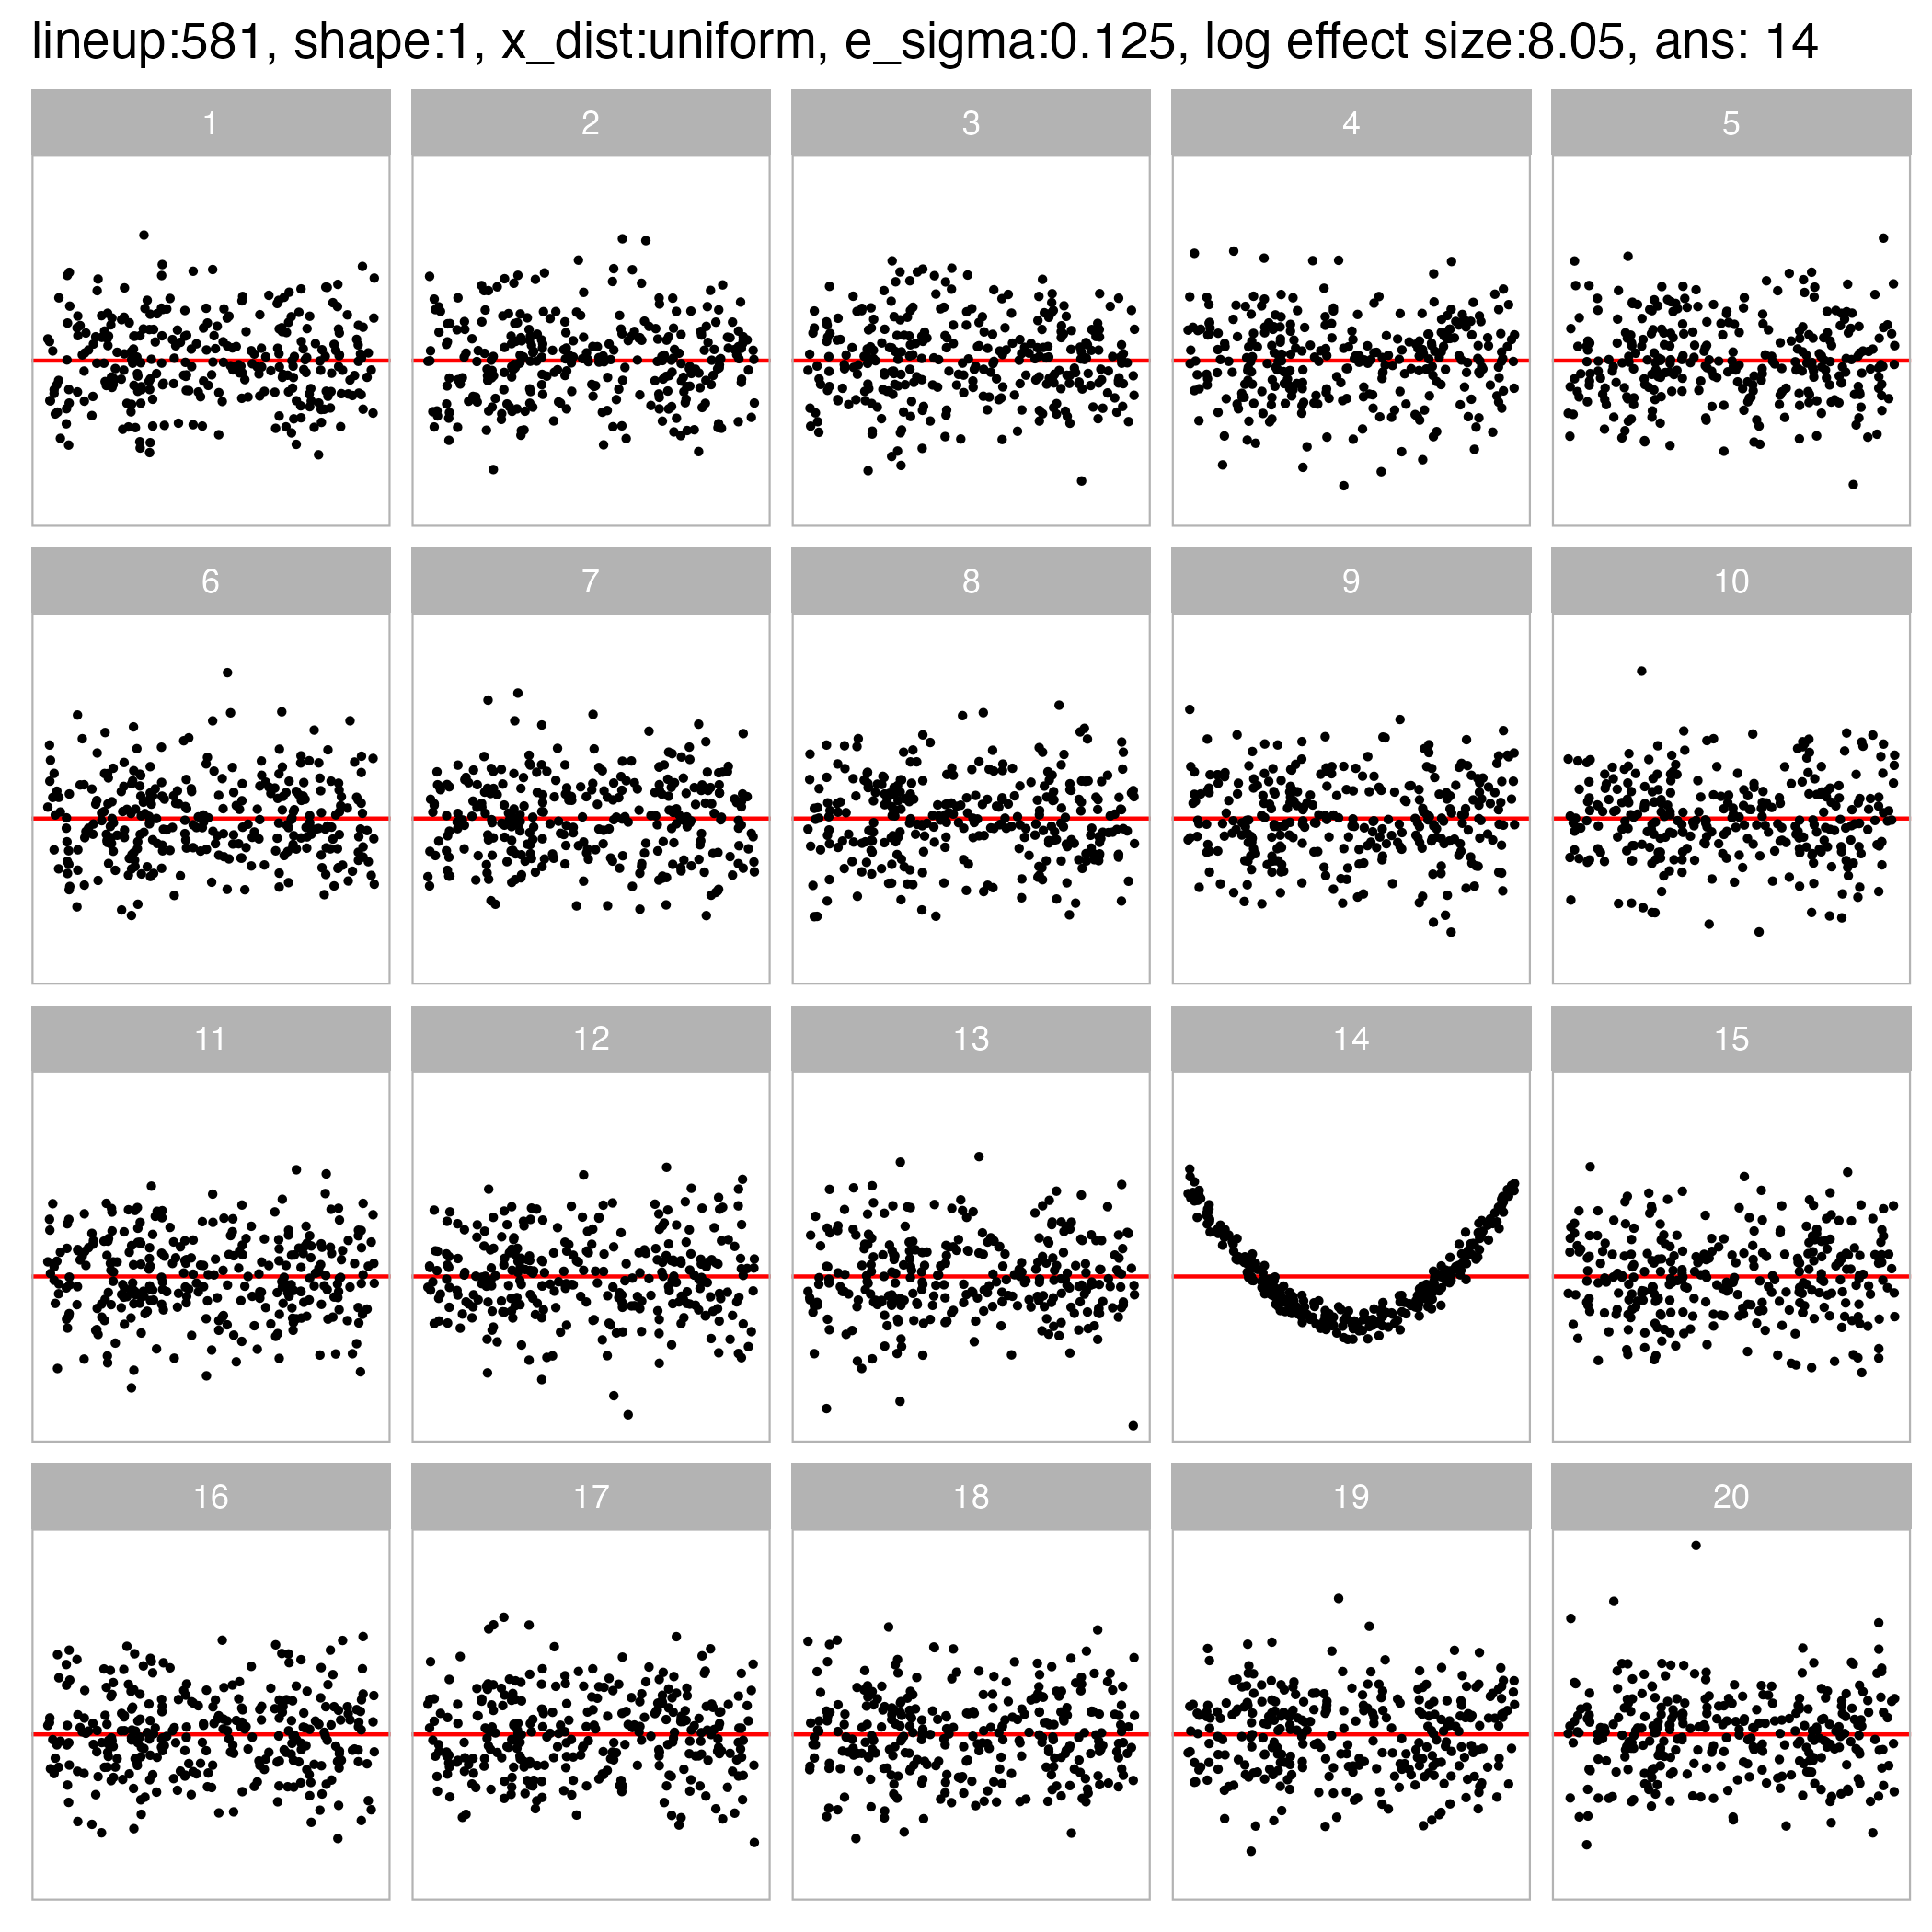 lineup:581, shape:1, x_dist:uniform, e_sigma:0.125, log effect size:8.05, ans: 14
1 2 3 4 5
6 7 8 9 10
11 12 13 14 15
16 17 18 19 20